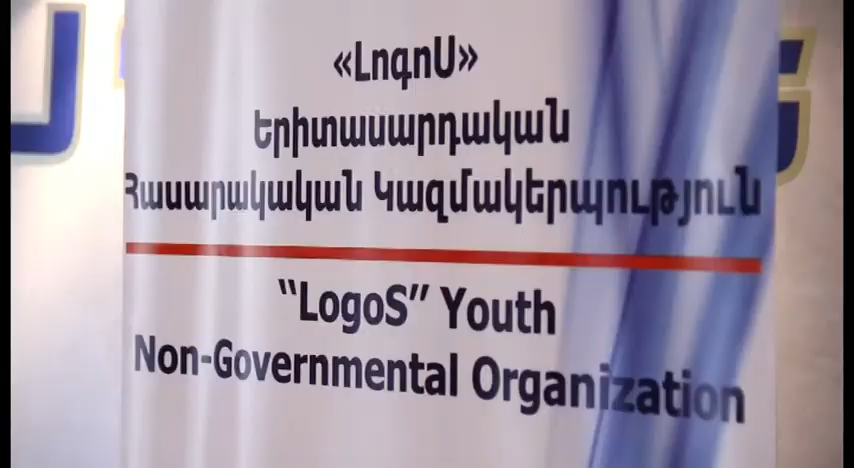 «ԼոգոՍ»
Երիտասարդական
Հասարակական Կազմակերպություն
“LogoS” Youth
Non-Governmental Organization